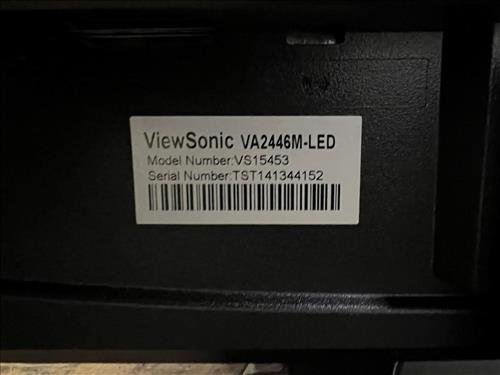 ViewSonic VA2446M-LED
Model Number:VS15453
Serial Number:TST141344152